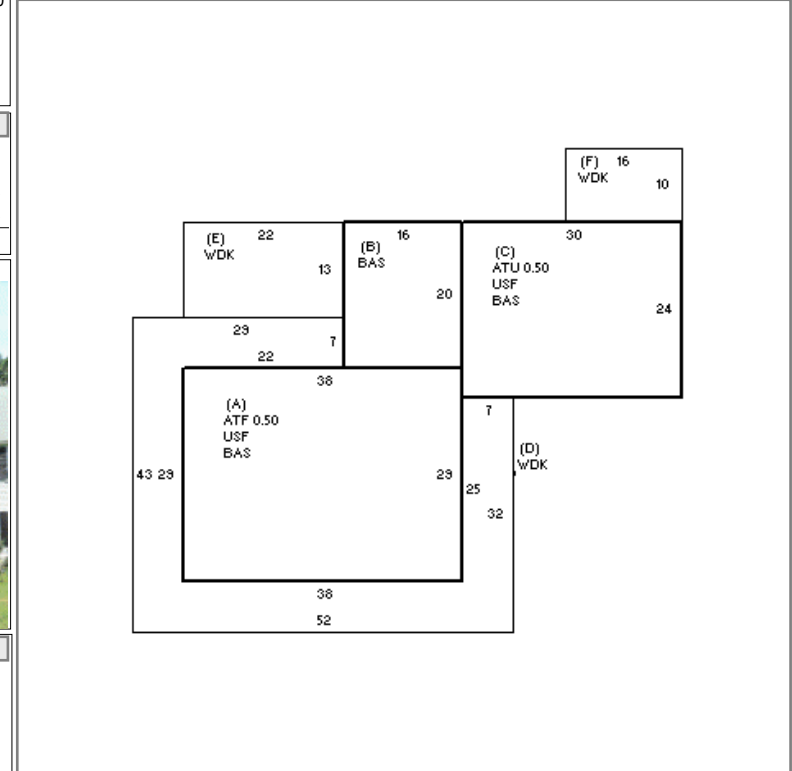 (F) 16
WDK
10
(E) 22
WDK
13
16
(B)
BAS
20
30
(C)
ATU 0.50
USF
BAS
24
29
7
22
38
(A)
ATF 0.50
USF
BAS
43 29
29
7
(D)
WDK
25
32
38
52